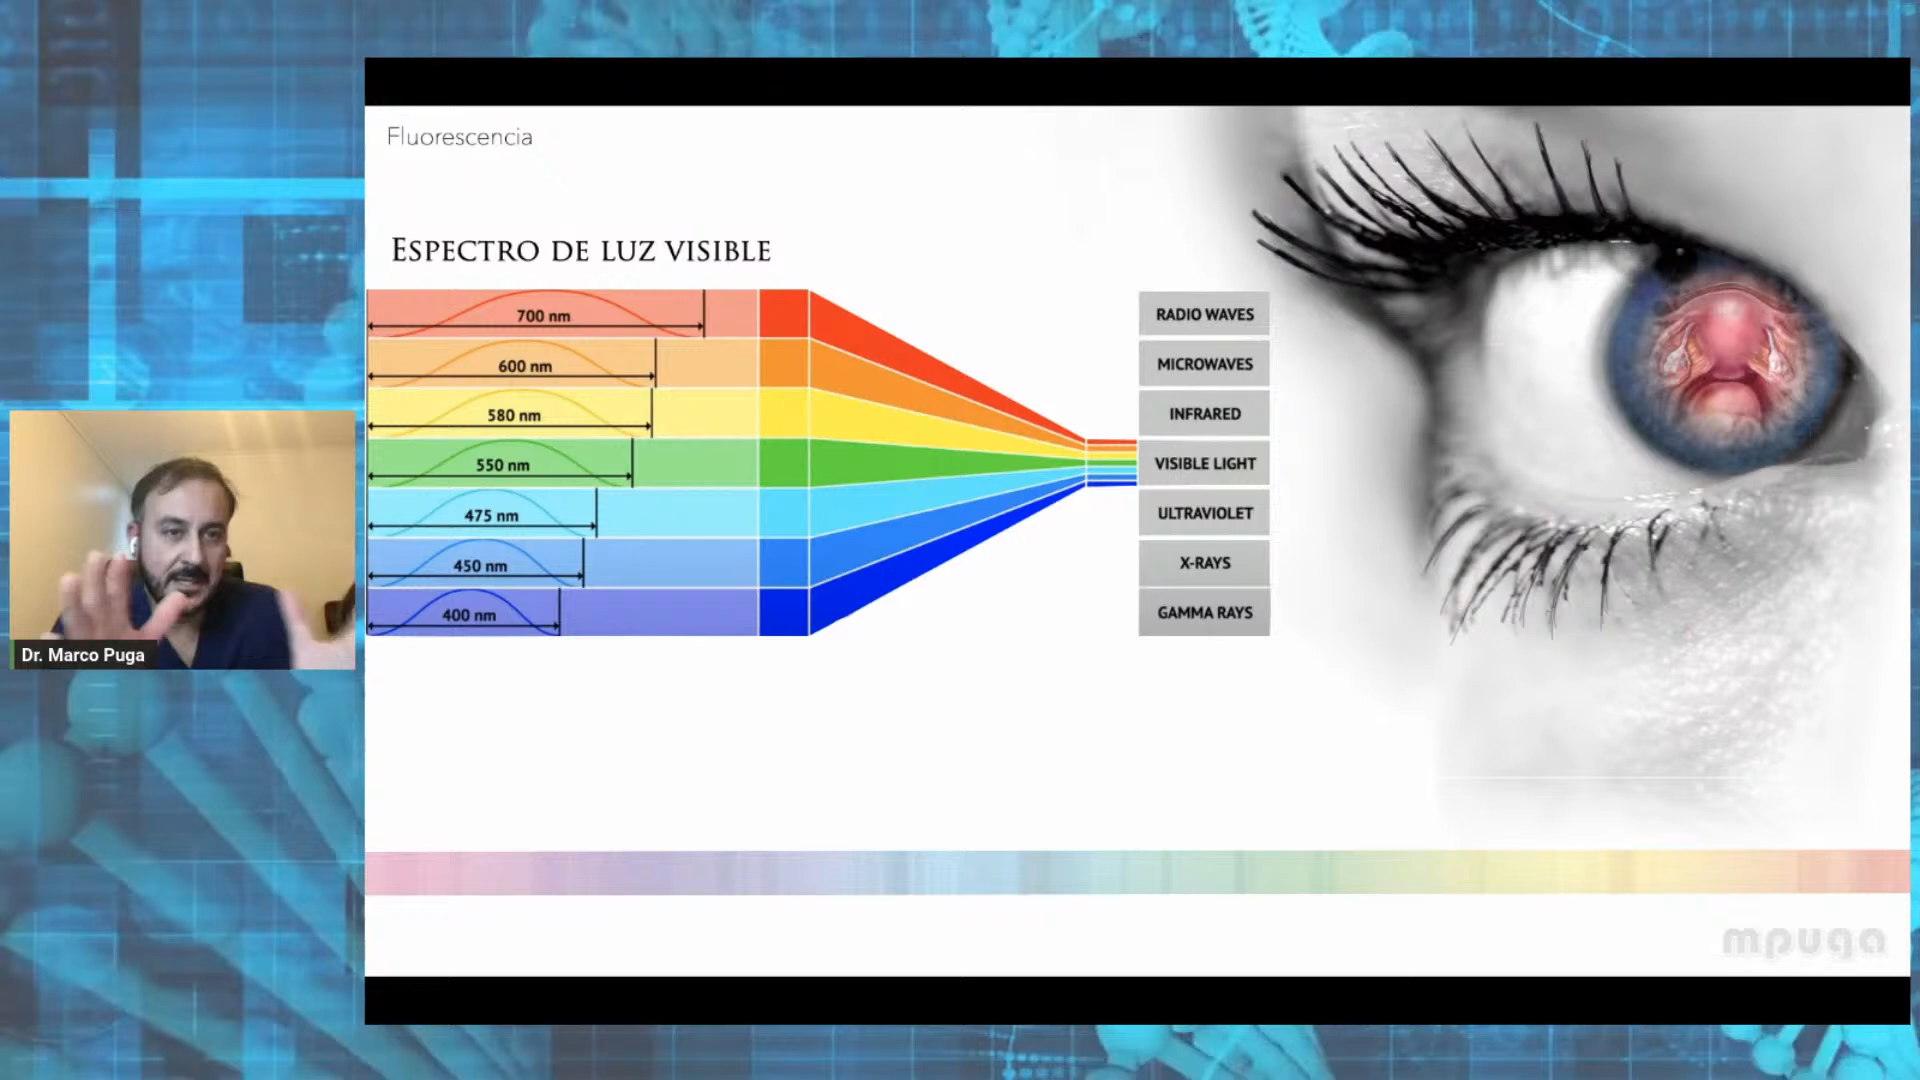 Fluorescencia
ESPECTRO DE LUZ VISIBLE
700 nm
600 nm
580 nm
550 nm
475 nm
450 nm
400 nm
RADIO WAVES
MICROWAVES
INFRARED
VISIBLE LIGHT
ULTRAVIOLET
X-RAYS
GAMMA RAYS
Dr. Marco Puga
mpuga